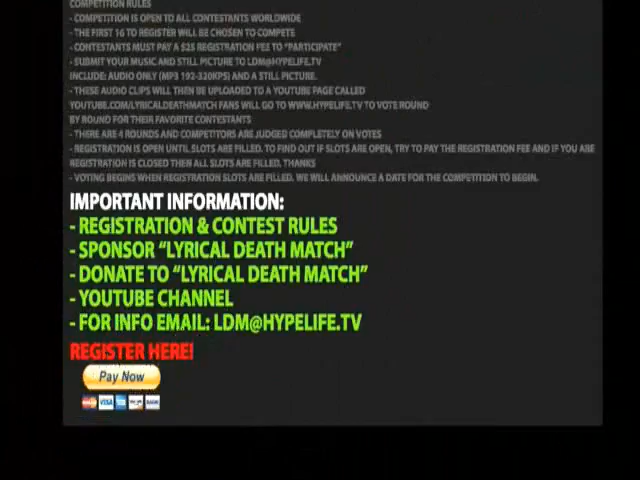 COMPETITION RULES
- COMPETITION IS OPEN TO ALL CONTESTANTS WORLDWIDE
- THE FIRST 16 TO REGISTER WILL BE CHOSEN TO COMPETE
- CONTESTANTS MUST PAY A $25 REGISTRATION FEE TO "PARTICIPATE"
- SUBMIT YOUR MUSIC AND STILL PICTURE TO LDM@HYPELIFE.TV
INCLUDE: AUDIO ONLY (MP3 192-320KPS) AND A STILL PICTURE.
- THESE AUDIO CLIPS WILL THEN BE UPLOADED TO A YOUTUBE PAGE CALLED
YOUTUBE.COM/LYRICALDEATHMATCH FANS WILL GO TO WWW.HYPELIFE.TV TO VOTE ROUND
BY ROUND FOR THEIR FAVORITE CONTESTANTS
- THERE ARE 4 ROUNDS AND COMPETITORS ARE JUDGED COMPLETELY ON VOTES
- REGISTRATION IS OPEN UNTIL SLOTS ARE FILLED. TO FIND OUT IF SLOTS ARE OPEN, TRY TO PAY THE REGISTRATION FEE AND IF YOU ARE
REGISTRATION IS CLOSED THEN ALL SLOTS ARE FILLED. THANKS
- VOTING BEGINS WHEN REGISTRATION SLOTS ARE FILLED. WE WILL ANNOUNCE A DATE FOR THE COMPETITION TO BEGIN.
IMPORTANT INFORMATION:
- REGISTRATION & CONTEST RULES
- SPONSOR "LYRICAL DEATH MATCH"
- DONATE TO "LYRICAL DEATH MATCH"
- YOUTUBE CHANNEL
- FOR INFO EMAIL: LDM@HYPELIFE.TV
REGISTER HERE!
Pay Now
VISA
BANK